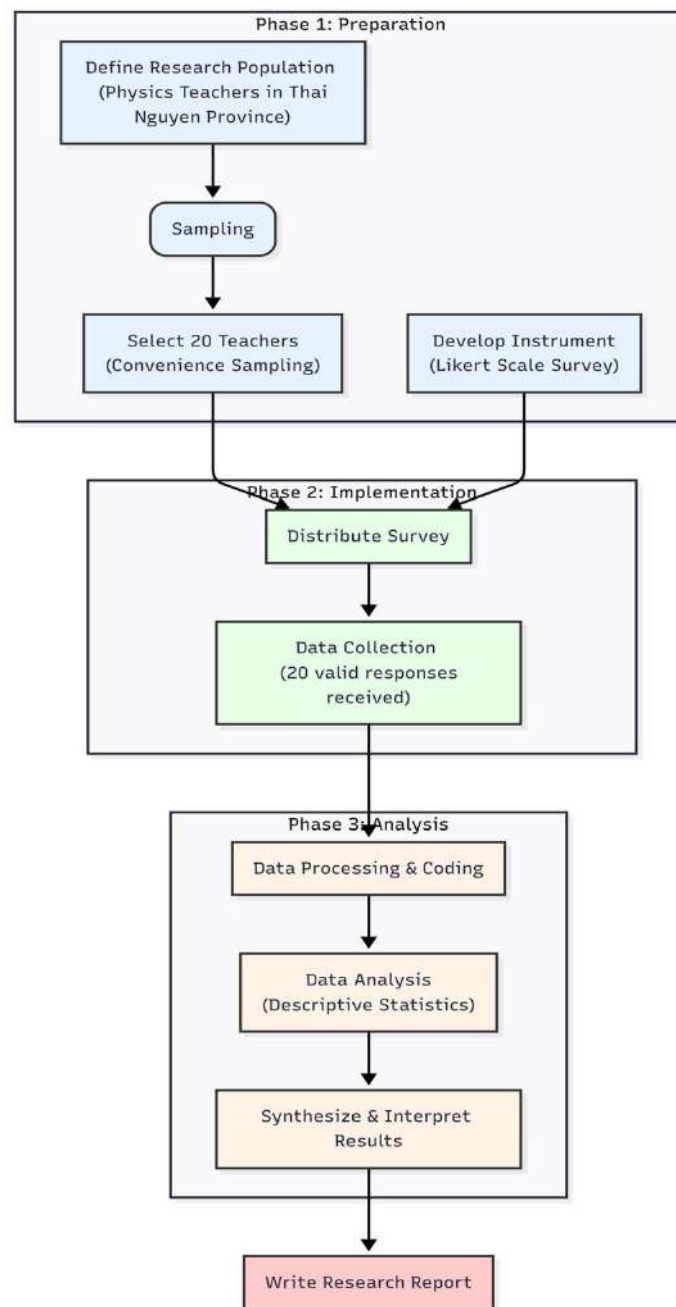 Phase 1: Preparation
Define Research Population
(Physics Teachers in Thai
Nguyen Province)
Sampling
Select 20 Teachers
(Convenience Sampling)
Develop Instrument
(Likert Scale Survey)
Phase 2: Implementation
Distribute Survey
Data Collection
(20 valid responses
received)
Phase 3: Analysis
Data Processing & Coding
Data Analysis
(Descriptive Statistics)
Synthesize & Interpret
Results
Write Research Report